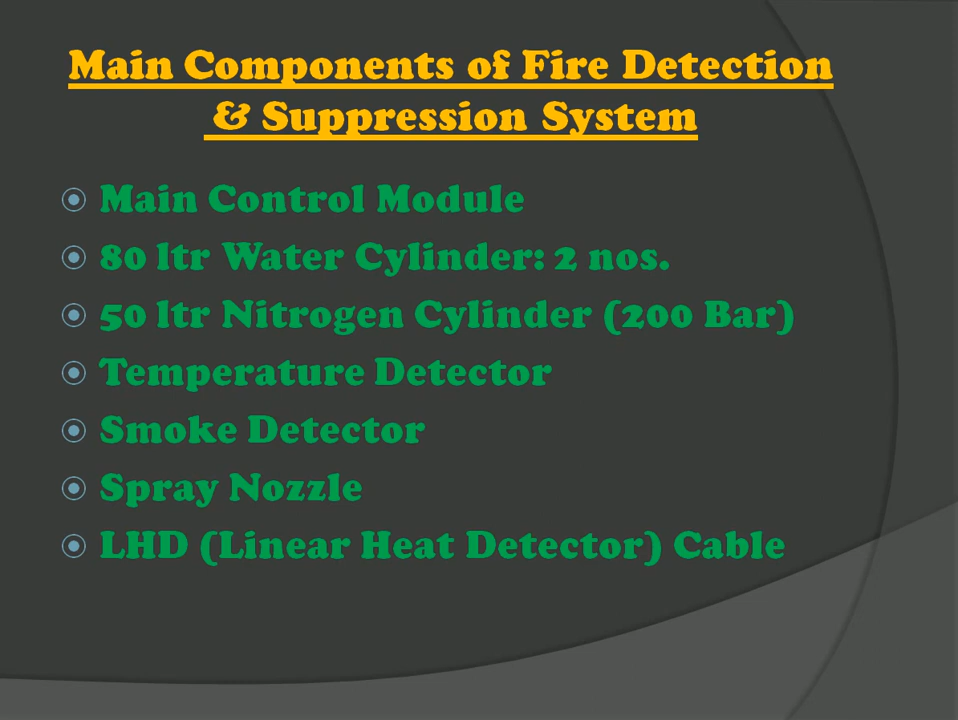 Main Components of Fire Detection
& Suppression System
Main Control Module
80 ltr Water Cylinder: 2 nos.
50 ltr Nitrogen Cylinder (200 Bar)
Temperature Detector
Smoke Detector
Spray Nozzle
LHD (Linear Heat Detector) Cable